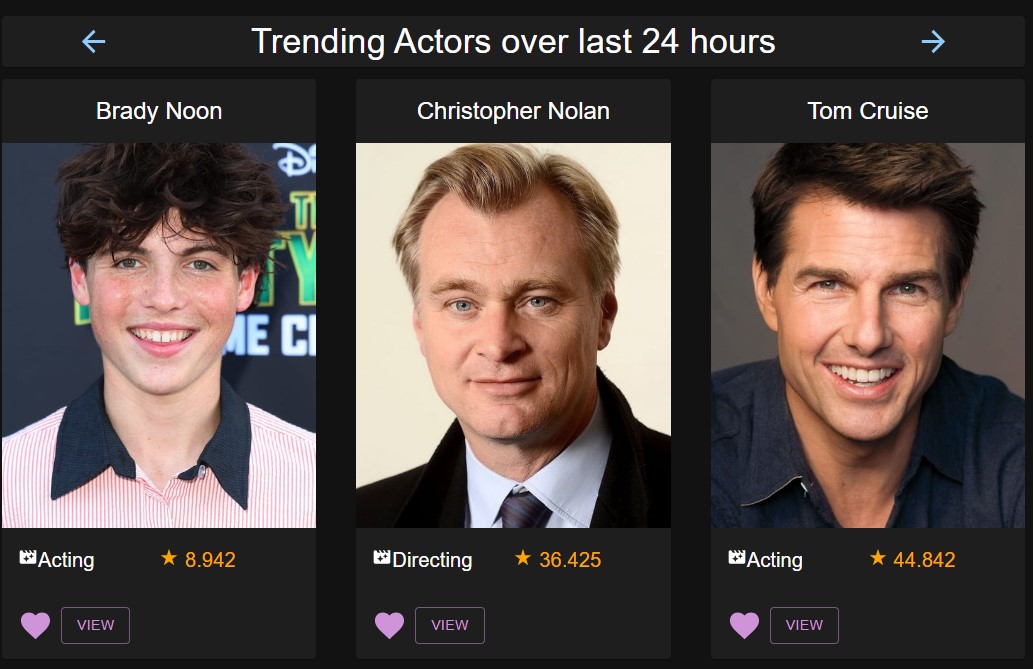 Trending Actors over last 24 hours
Brady Noon
Christopher Nolan
Tom Cruise
Acting 8.942
Directing 36.425
Acting 44.842
VIEW
VIEW
VIEW